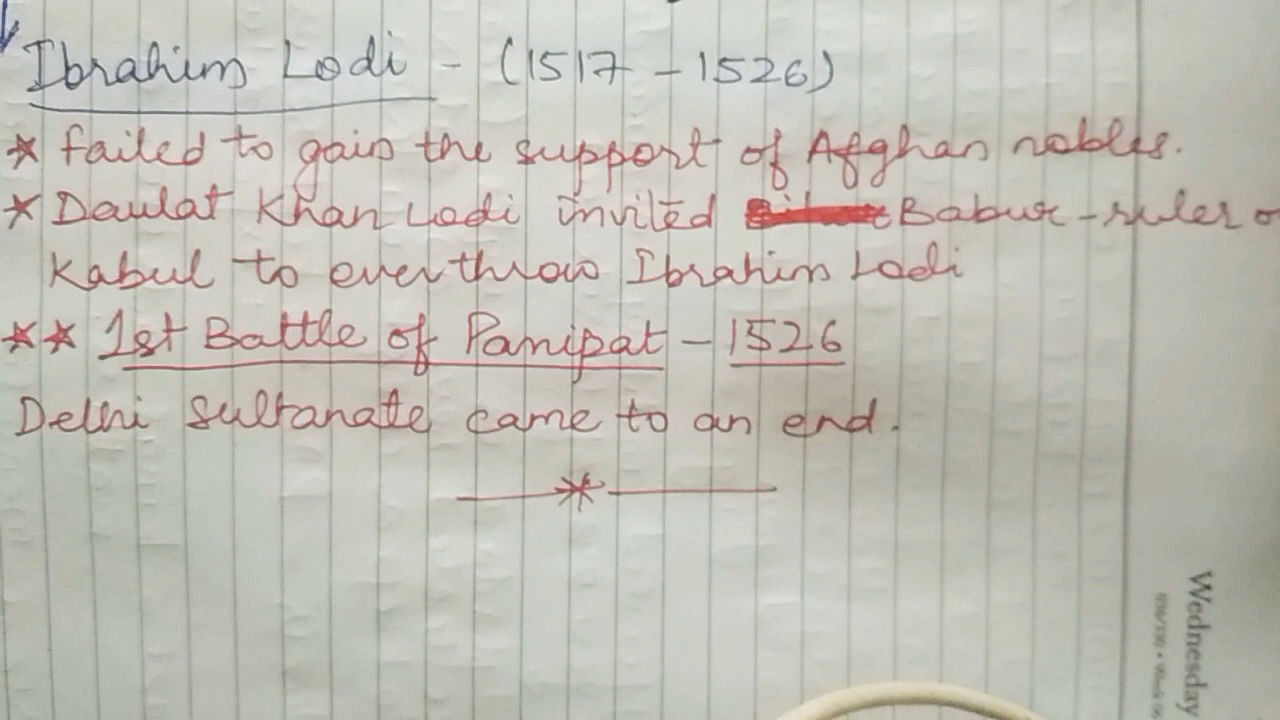 Ibrahim Lodi - (1517 - 1526)
* failed to gain the support of Afghan nobles.
* Daulat Khan Lodi invited Babur - ruler o
Kabul to overthrow Ibrahim Lodi
** 1st Battle of Panipat - 1526
Delhi sultanate came to an end.
Wednesday